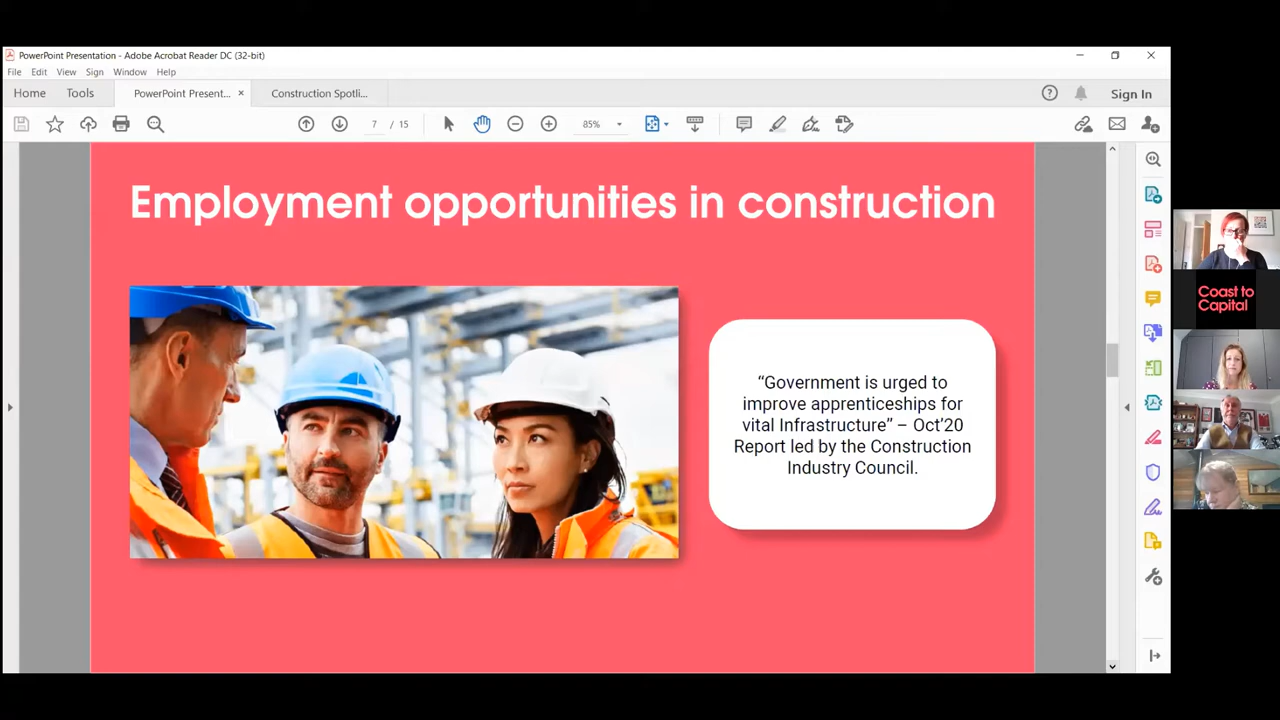 PowerPoint Presentation - Adobe Acrobat Reader DC (32-bit)
File Edit View Sign Window Help
Home Tools PowerPoint Present... × Construction Spotli... Sign In
7 / 15 85%
Employment opportunities in construction
“Government is urged to
improve apprenticeships for
vital Infrastructure” – Oct’20
Report led by the Construction
Industry Council.
Coast to
Capital